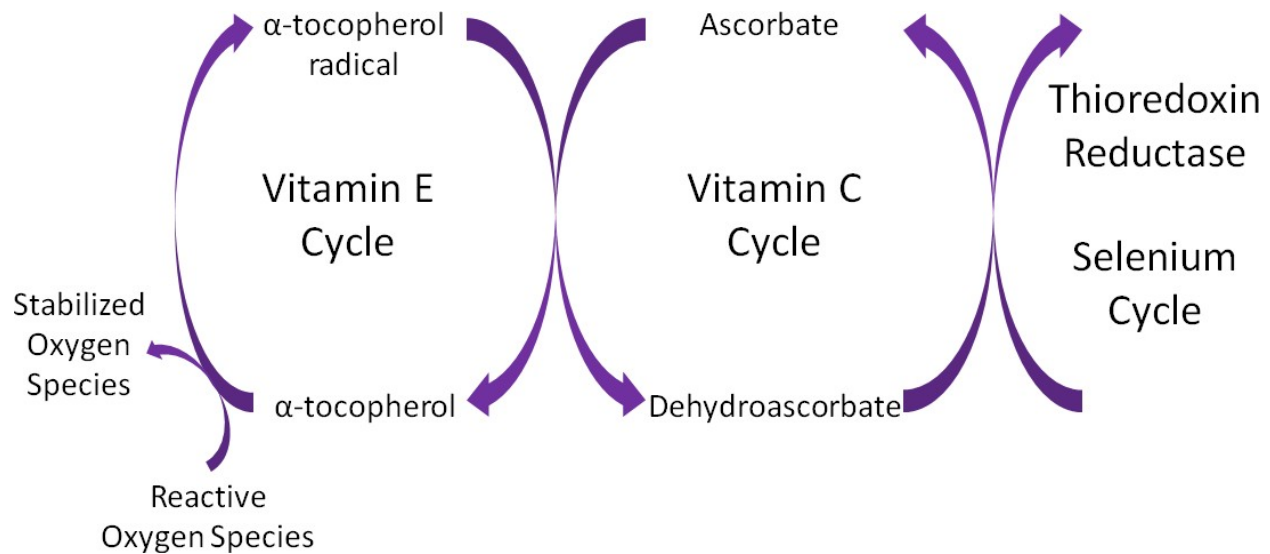 α-tocopherol
radical
Ascorbate
Thioredoxin
Reductase
Vitamin E
Cycle
Vitamin C
Cycle
Selenium
Cycle
Stabilized
Oxygen
Species
α-tocopherol
Dehydroascorbate
Reactive
Oxygen Species